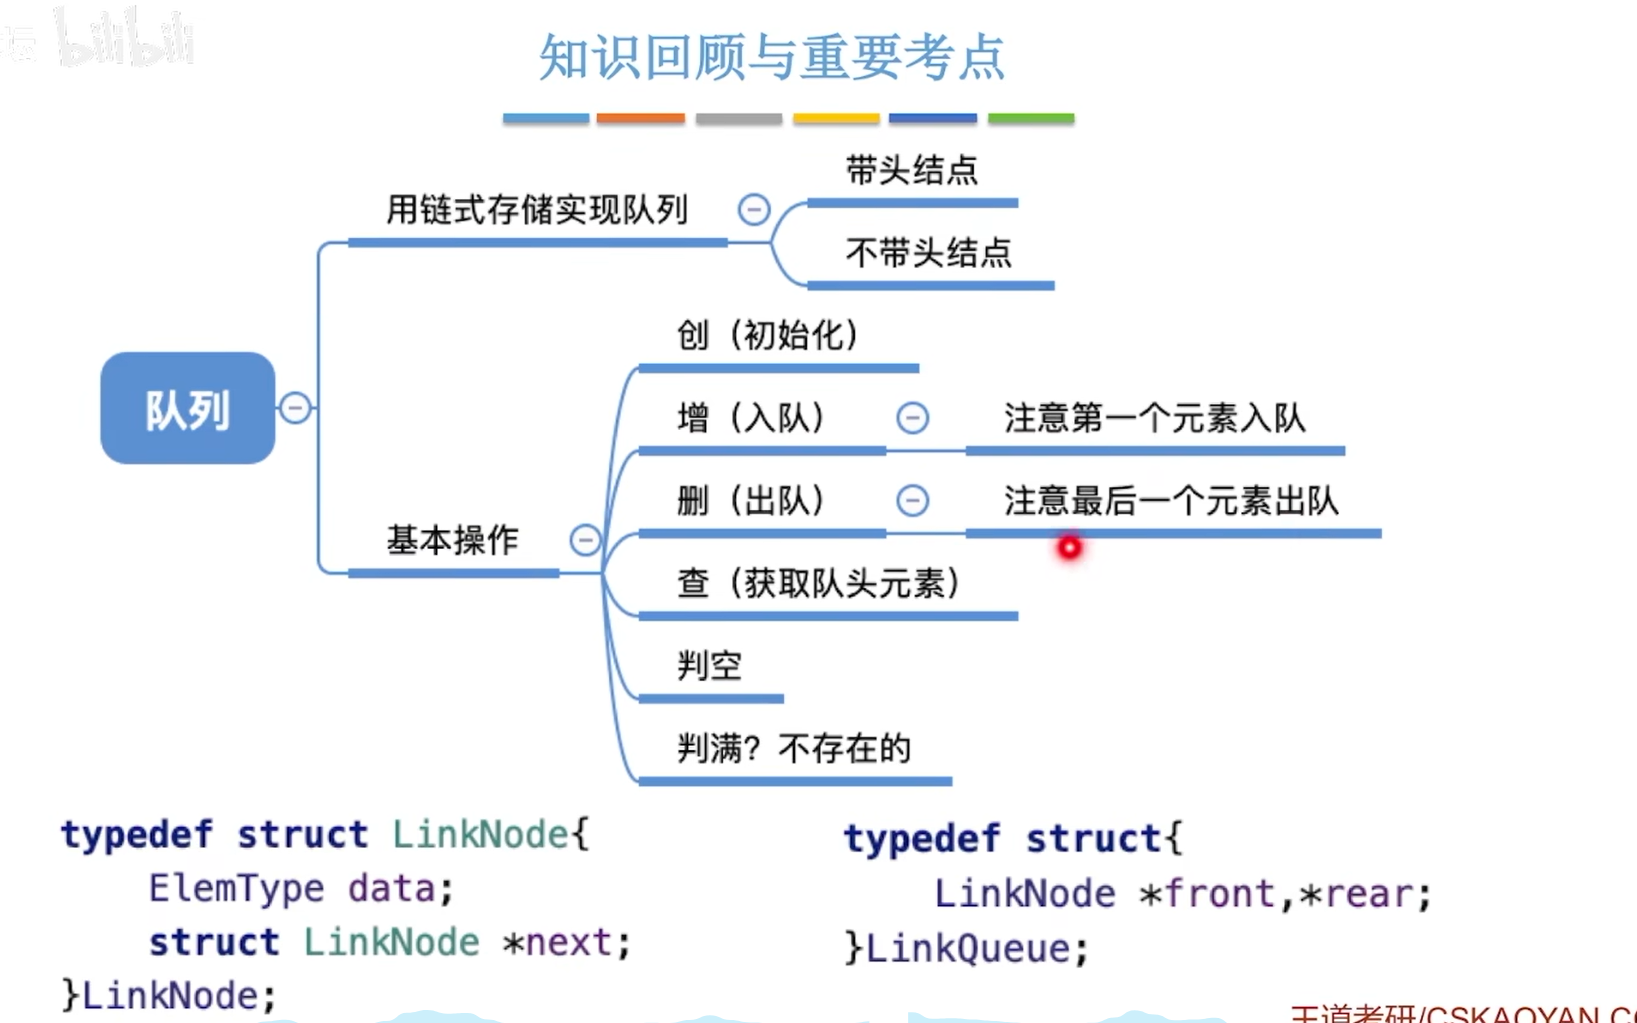 坛 bilibili
知识回顾与重要考点
带头结点
用链式存储实现队列
不带头结点
创（初始化）
增（入队）
注意第一个元素入队
队列
删（出队）
注意最后一个元素出队
基本操作
查（获取队头元素）
判空
判满？不存在的
typedef struct LinkNode{
ElemType data;
struct LinkNode *next;
}LinkNode;
typedef struct{
LinkNode *front,*rear;
}LinkQueue;
王道考研/CSKAOYAN.C